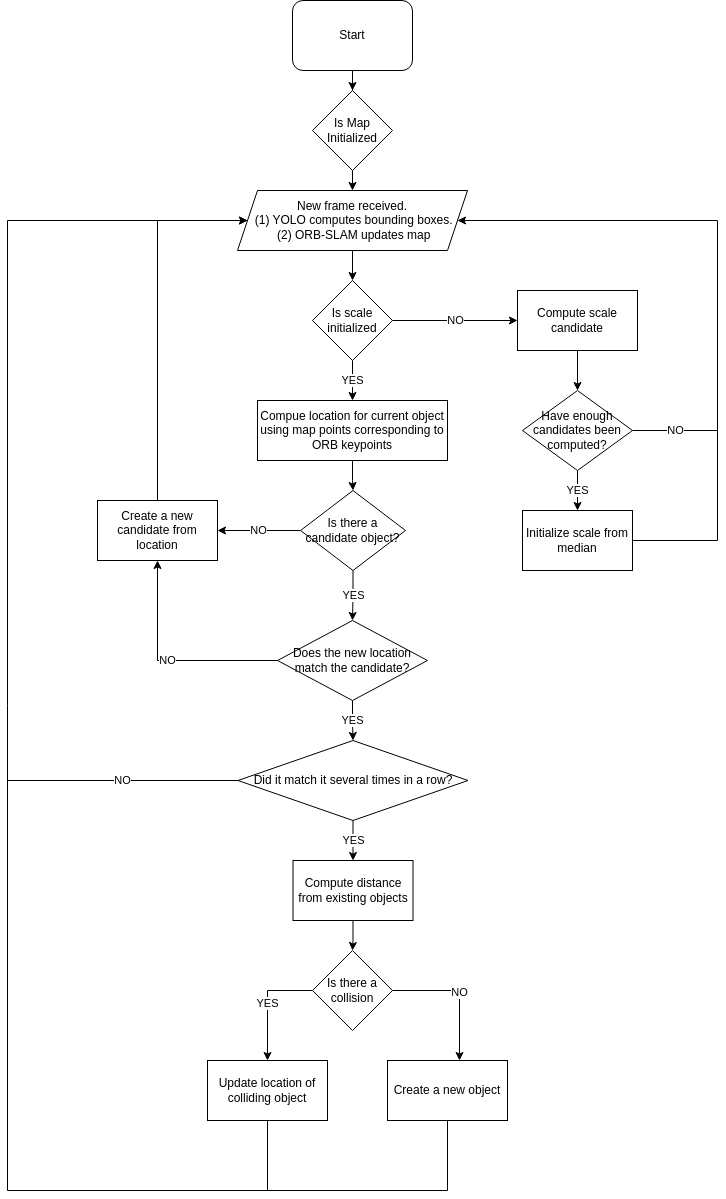 Start
Is Map
Initialized
New frame received.
(1) YOLO computes bounding boxes.
(2) ORB-SLAM updates map
Is scale
initialized
NO
Compute scale
candidate
YES
Have enough
candidates been
computed?
NO
Compue location for current object
using map points corresponding to
ORB keypoints
YES
Create a new
candidate from
location
NO
Is there a
candidate object?
Initialize scale from
median
YES
Does the new location
match the candidate?
NO
YES
Did it match it several times in a row?
NO
YES
Compute distance
from existing objects
Is there a
collision
YES
NO
Update location of
colliding object
Create a new object